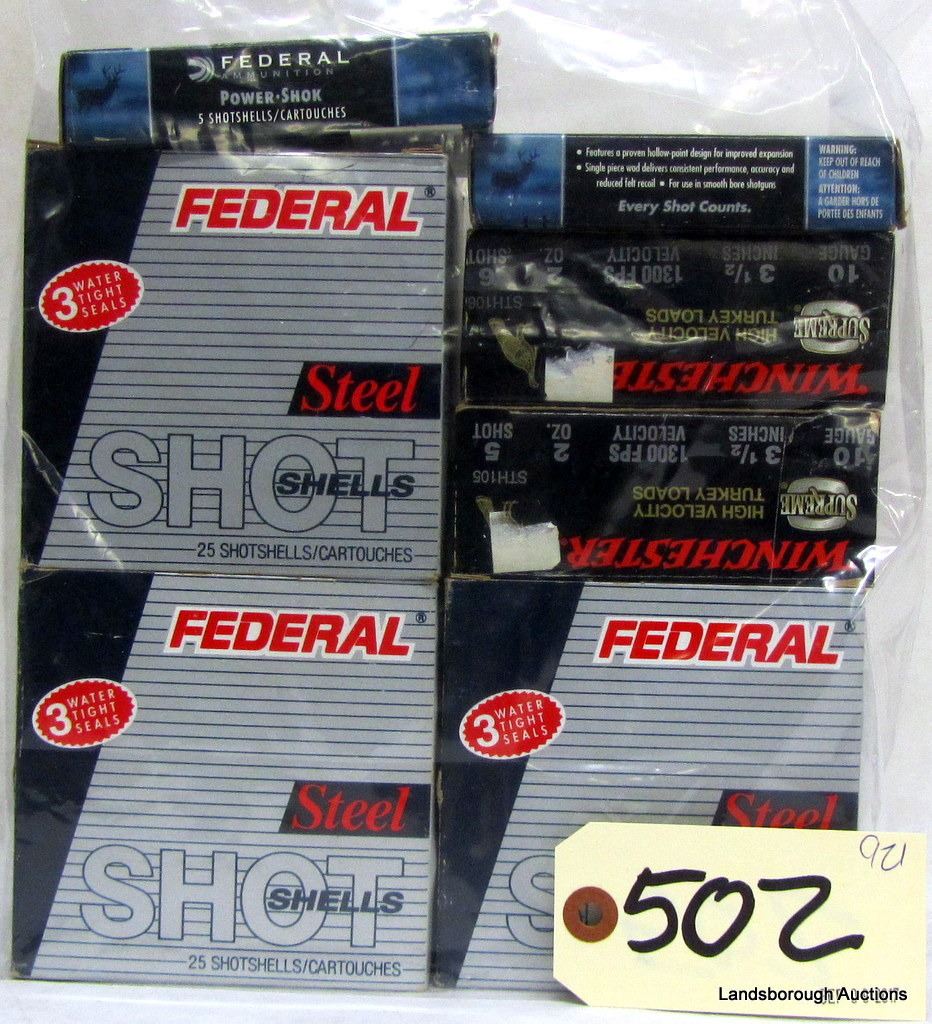 FEDERAL
AMMUNITION
POWER·SHOK
5 SHOTSHELLS/CARTOUCHES
• Features a proven hollow-point design for improved expansion
• Single piece wad delivers consistent performance, accuracy and
reduced felt recoil • For use in smooth bore shotguns
Every Shot Counts.
WARNING:
KEEP OUT OF REACH
OF CHILDREN
ATTENTION:
A GARDER HORS DE
PORTÉE DES ENFANTS
FEDERAL®
3 WATER
TIGHT
SEALS
Steel
SHOT
SHELLS
25 SHOTSHELLS/CARTOUCHES
WINCHESTE
SUPREME
HIGH VELOCITY
TURKEY LOADS
STH106
10 3 1/2 1300 FPS 2 6
GAUGE INCHES VELOCITY OZ. SHOT
WINCHESTER.
SUPREME
HIGH VELOCITY
TURKEY LOADS
STH105
10 3 1/2 1300 FPS 2 5
GAUGE INCHES VELOCITY OZ. SHOT
FEDERAL®
3 WATER
TIGHT
SEALS
Steel
SHOT
SHELLS
25 SHOTSHELLS/CARTOUCHES
FEDERAL®
3 WATER
TIGHT
SEALS
Steel
S
921
502
Landsborough Auctions